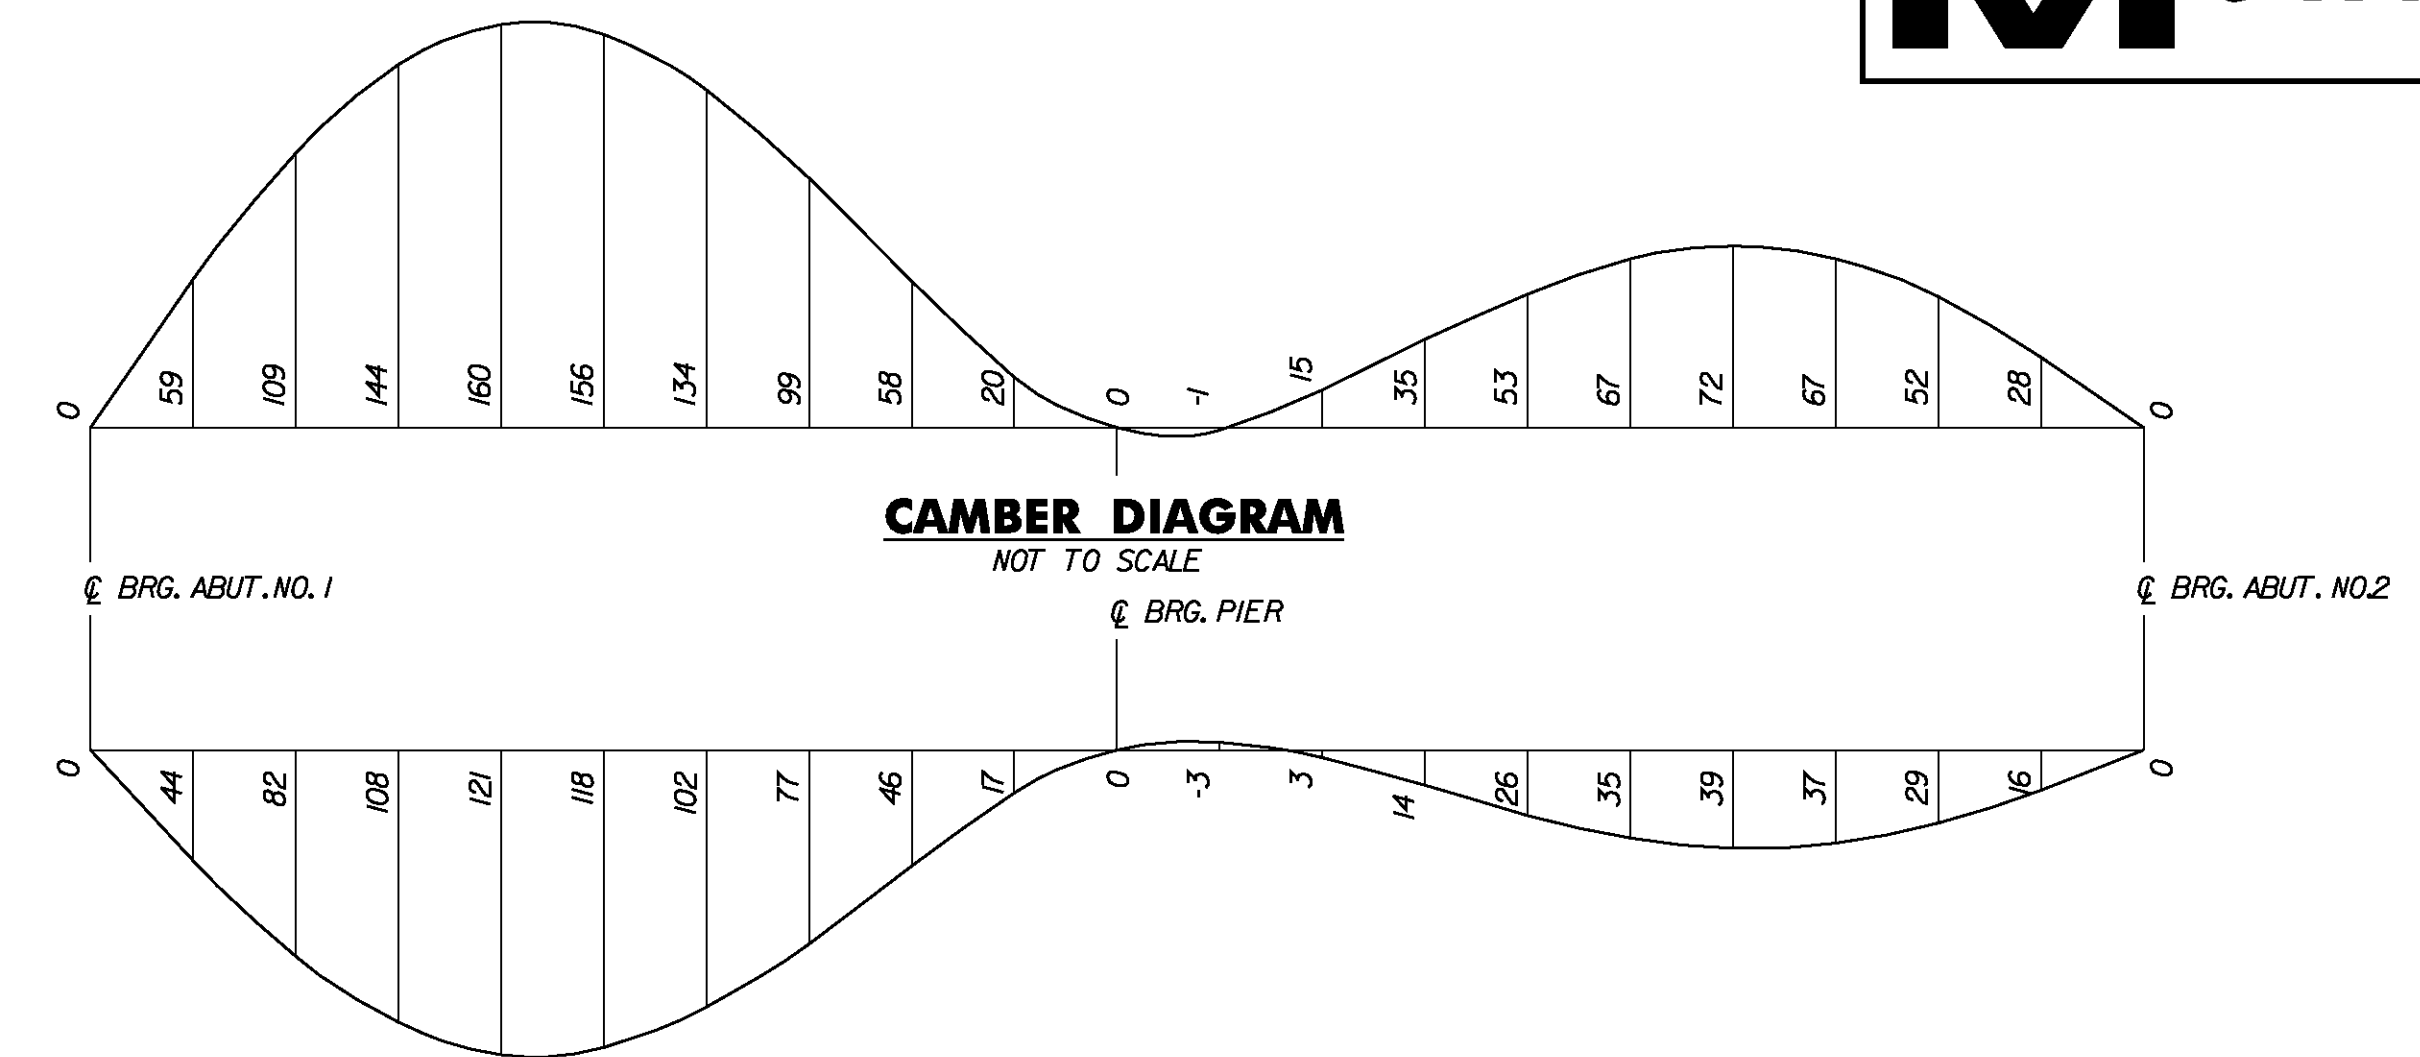 0 59 109 144 160 156 134 99 58 20 0 -1 15 35 53 67 72 67 52 28 0
CAMBER DIAGRAM
NOT TO SCALE
℄ BRG. ABUT. NO. 1
℄ BRG. PIER
℄ BRG. ABUT. NO.2
0 44 82 108 121 118 102 77 46 17 0 -3 3 14 26 35 39 37 29 16 0